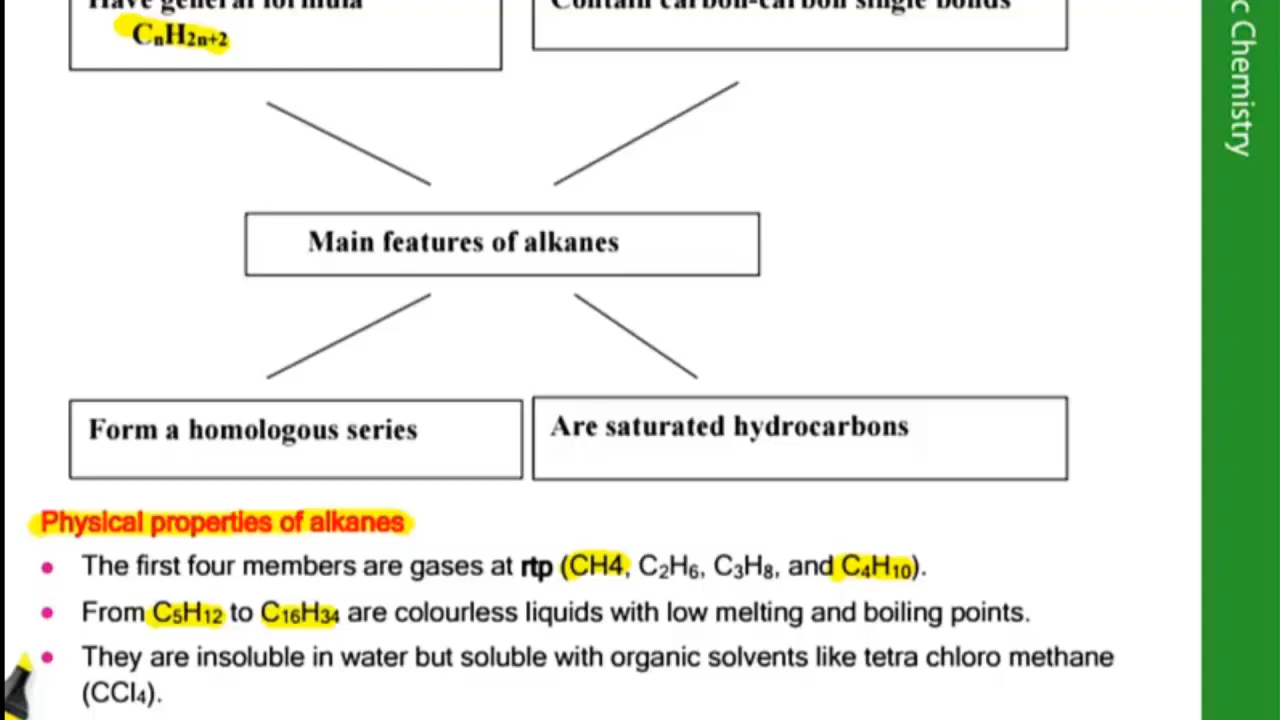 Have general formula
CₙH₂ₙ₊₂
Contain carbon-carbon single bonds
c Chemistry
Main features of alkanes
Form a homologous series
Are saturated hydrocarbons
Physical properties of alkanes
• The first four members are gases at rtp (CH4, C₂H₆, C₃H₈, and C₄H₁₀).
• From C₅H₁₂ to C₁₆H₃₄ are colourless liquids with low melting and boiling points.
• They are insoluble in water but soluble with organic solvents like tetra chloro methane
(CCl₄).